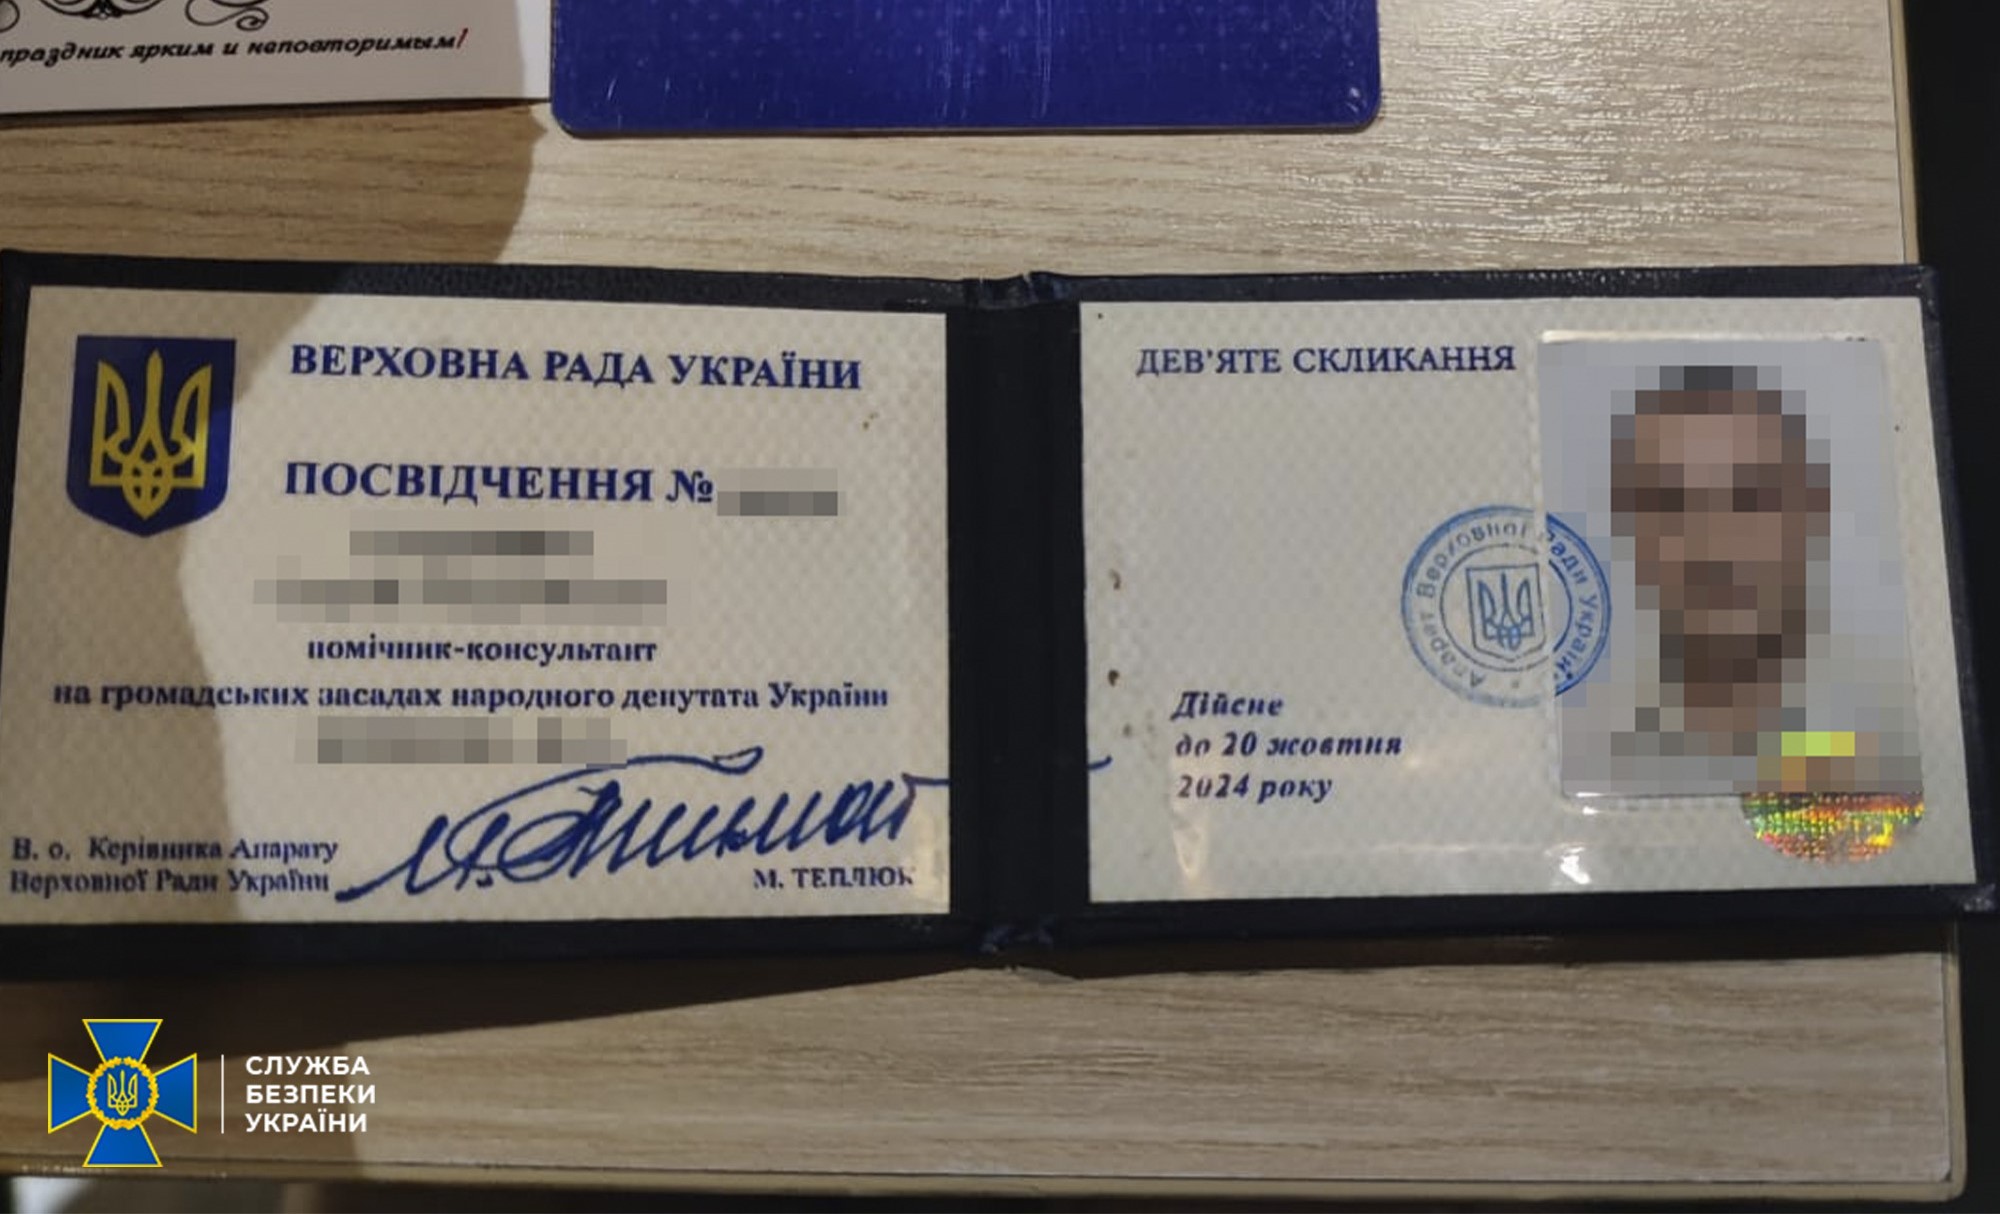 праздник ярким и неповторимым!
ВЕРХОВНА РАДА УКРАЇНИ
ПОСВІДЧЕННЯ №
помічник-консультант
на громадських засадах народного депутата України
В. о. Керівника Апарату
Верховної Ради України
М. ТЕПЛЮК
ДЕВ'ЯТЕ СКЛИКАННЯ
Апарат Верховної Ради України
Дійсне
до 20 жовтня
2024 року
СЛУЖБА
БЕЗПЕКИ
УКРАЇНИ